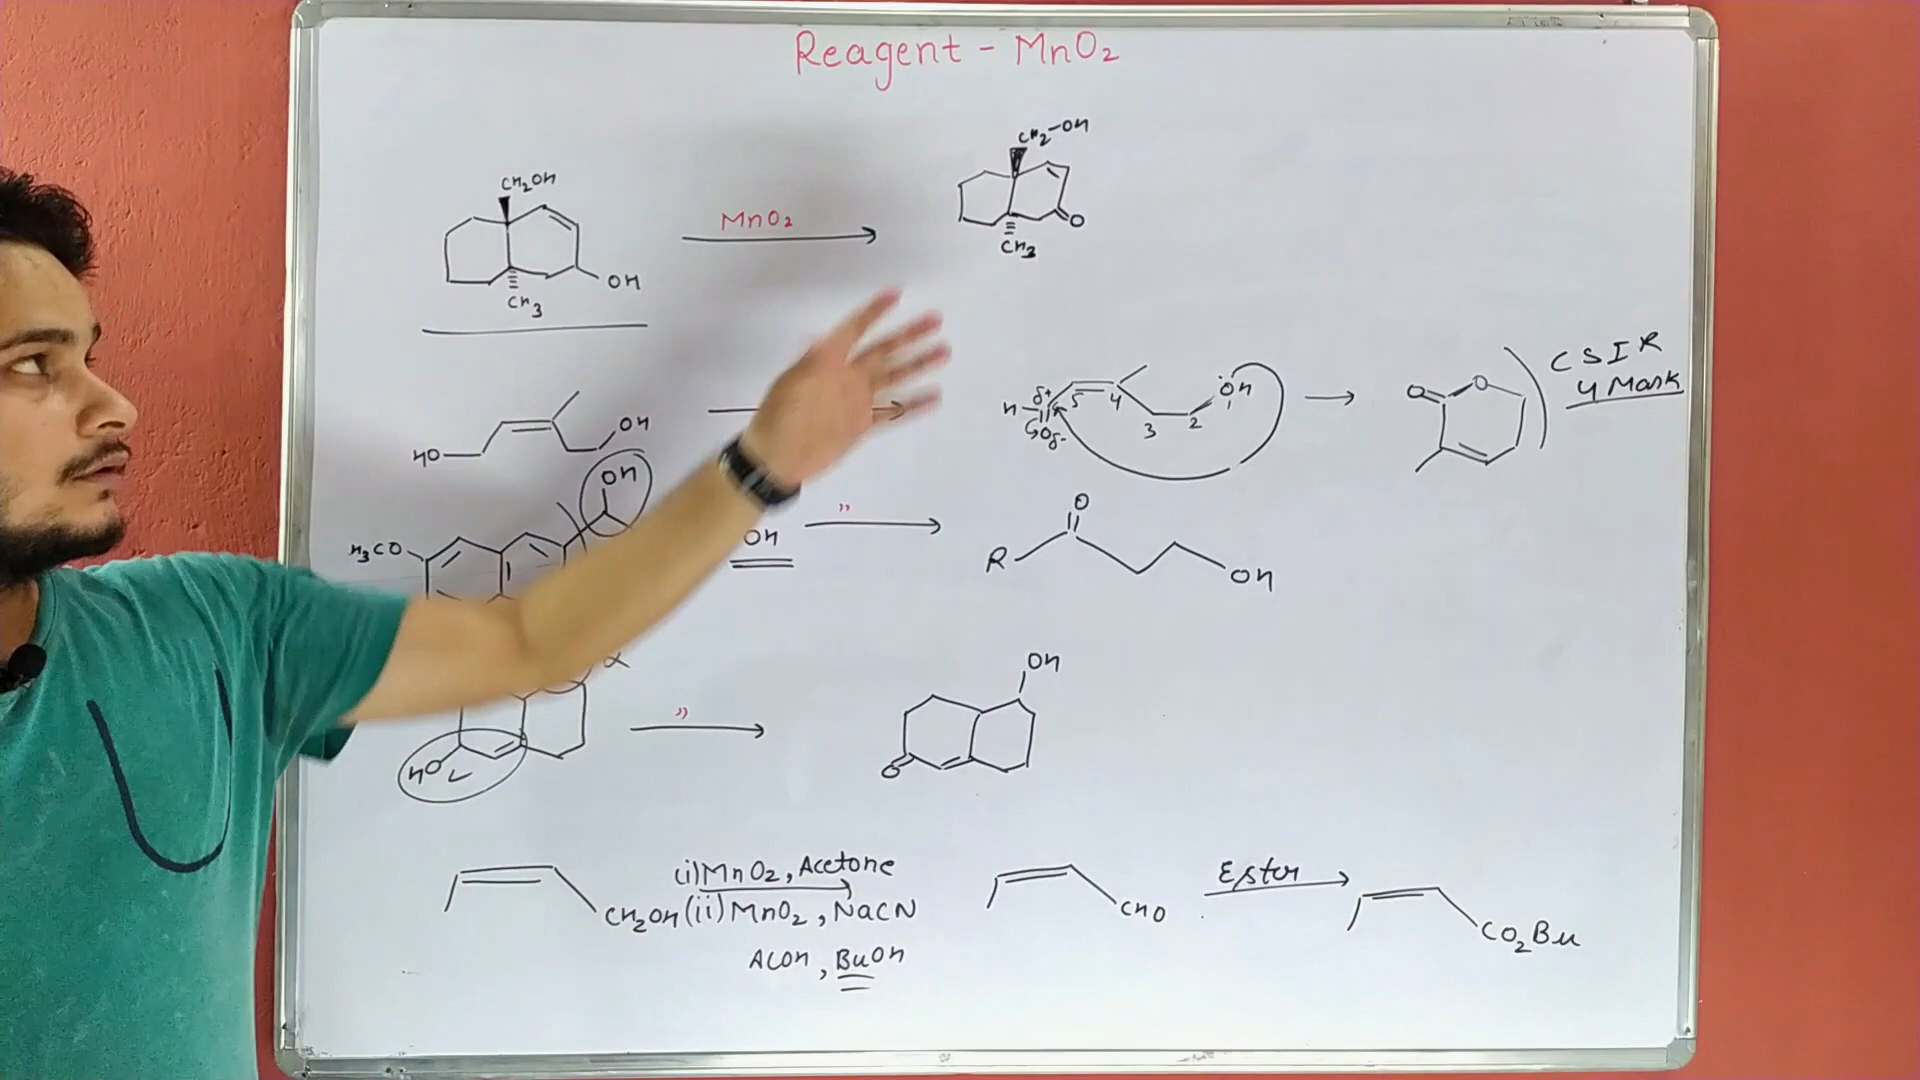 Reagent - MnO₂
CH₂OH
OH
CH₃
MnO₂
CH₂-OH
O
CH₃
HO
OH
H
δ+
Oδ-
5
4
3
2
OH
O
O
CSIR
4 Mark
OH
H₃CO
OH
"
O
R
OH
α
HO
"
OH
O
CH₂OH
(i) MnO₂, Acetone
(ii) MnO₂, NaCN
ACOH, BuOH
CHO
Ester
CO₂Bu